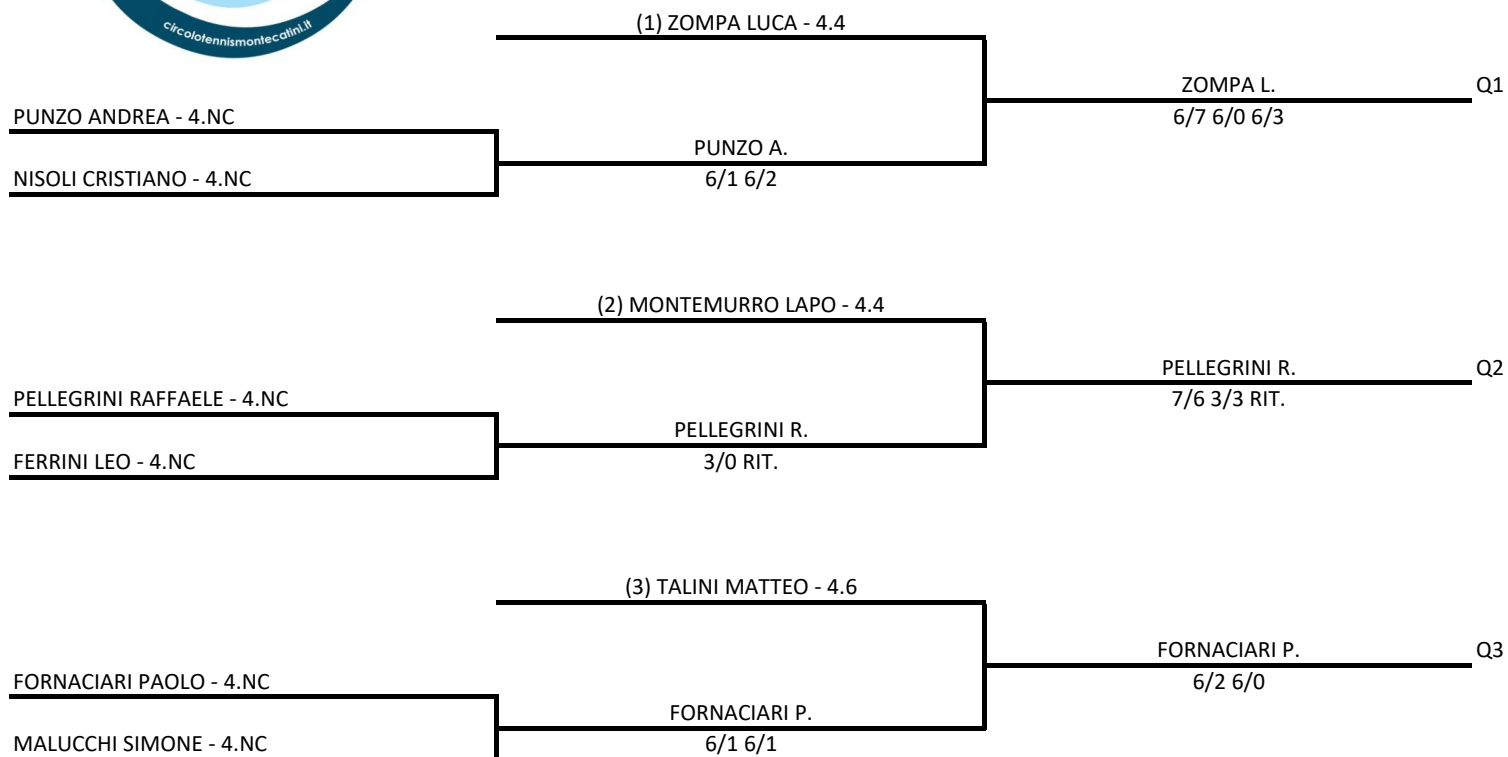 circolotennismontecatini.it
(1) ZOMPA LUCA - 4.4
ZOMPA L.
Q1
6/7 6/0 6/3
PUNZO ANDREA - 4.NC
PUNZO A.
6/1 6/2
NISOLI CRISTIANO - 4.NC
(2) MONTEMURRO LAPO - 4.4
PELLEGRINI R.
Q2
7/6 3/3 RIT.
PELLEGRINI RAFFAELE - 4.NC
PELLEGRINI R.
3/0 RIT.
FERRINI LEO - 4.NC
(3) TALINI MATTEO - 4.6
FORNACIARI P.
Q3
6/2 6/0
FORNACIARI PAOLO - 4.NC
FORNACIARI P.
6/1 6/1
MALUCCHI SIMONE - 4.NC